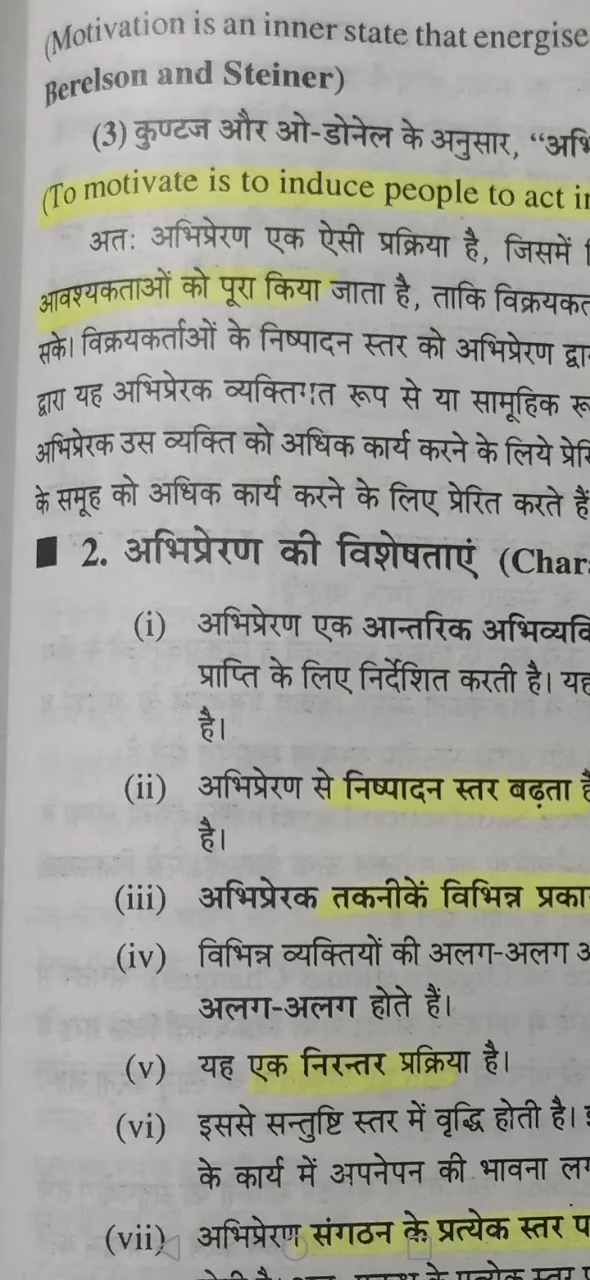 (Motivation is an inner state that energise
Berelson and Steiner)
(3) कुण्टज और ओ-डोनेल के अनुसार, “अभि
(To motivate is to induce people to act in
अतः अभिप्रेरण एक ऐसी प्रक्रिया है, जिसमें
आवश्यकताओं को पूरा किया जाता है, ताकि विक्रयकर्त
सके। विक्रयकर्ताओं के निष्पादन स्तर को अभिप्रेरण द्वा
द्वारा यह अभिप्रेरक व्यक्तिगत रूप से या सामूहिक रू
अभिप्रेरक उस व्यक्ति को अधिक कार्य करने के लिये प्रेरि
के समूह को अधिक कार्य करने के लिए प्रेरित करते हैं
2. अभिप्रेरण की विशेषताएं (Chara
(i) अभिप्रेरण एक आन्तरिक अभिव्यक्ति
प्राप्ति के लिए निर्देशित करती है। यह
है।
(ii) अभिप्रेरण से निष्पादन स्तर बढ़ता है
है।
(iii) अभिप्रेरक तकनीकें विभिन्न प्रका
(iv) विभिन्न व्यक्तियों की अलग-अलग अ
अलग-अलग होते हैं।
(v) यह एक निरन्तर प्रक्रिया है।
(vi) इससे सन्तुष्टि स्तर में वृद्धि होती है।
के कार्य में अपनेपन की भावना लग
(vii) अभिप्रेरण संगठन के प्रत्येक स्तर प